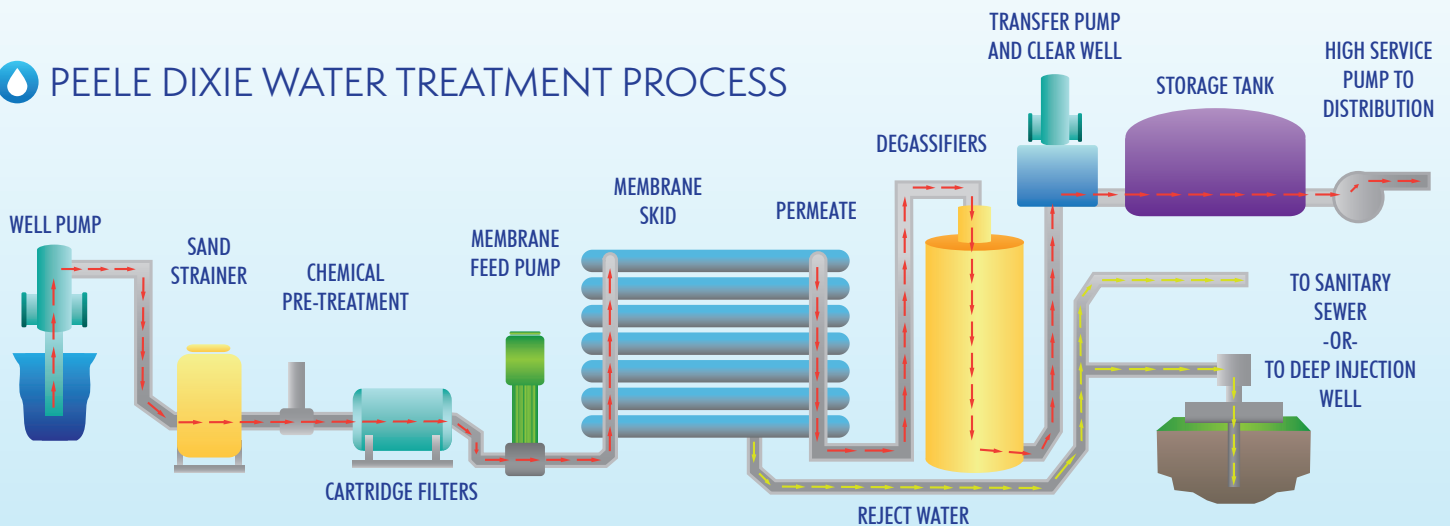 PEELE DIXIE WATER TREATMENT PROCESS
WELL PUMP
SAND
STRAINER
CHEMICAL
PRE-TREATMENT
CARTRIDGE FILTERS
MEMBRANE
FEED PUMP
MEMBRANE
SKID
PERMEATE
DEGASSIFIERS
TRANSFER PUMP
AND CLEAR WELL
STORAGE TANK
HIGH SERVICE
PUMP TO
DISTRIBUTION
TO SANITARY
SEWER
-OR-
TO DEEP INJECTION
WELL
REJECT WATER